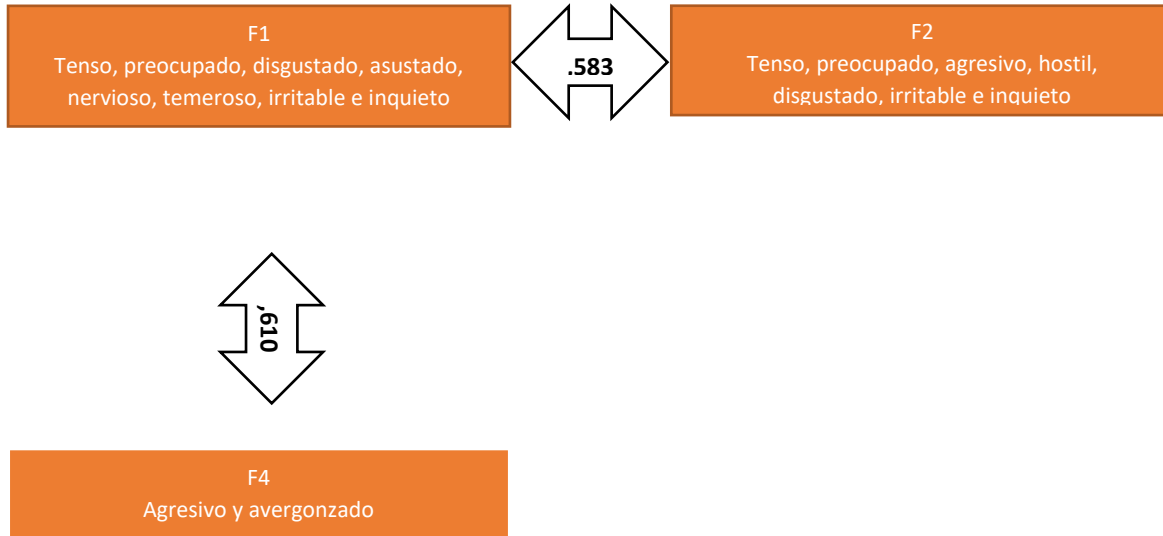 F1
Tenso, preocupado, disgustado, asustado,
nervioso, temeroso, irritable e inquieto
.583
F2
Tenso, preocupado, agresivo, hostil,
disgustado, irritable e inquieto
,610
F4
Agresivo y avergonzado